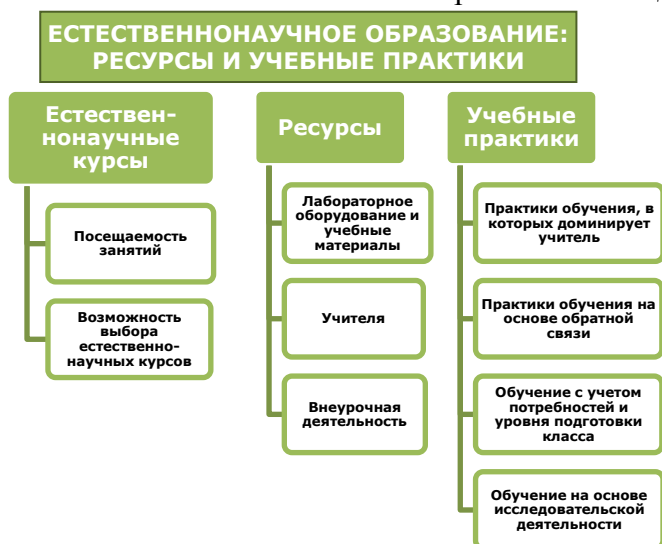 ЕСТЕСТВЕННОНАУЧНОЕ ОБРАЗОВАНИЕ:
РЕСУРСЫ И УЧЕБНЫЕ ПРАКТИКИ
Естествен-
нонаучные
курсы
Посещаемость
занятий
Возможность
выбора
естественно-
научных курсов
Ресурсы
Лабораторное
оборудование и
учебные
материалы
Учителя
Внеурочная
деятельность
Учебные
практики
Практики обучения, в
которых доминирует
учитель
Практики обучения на
основе обратной
связи
Обучение с учетом
потребностей и
уровня подготовки
класса
Обучение на основе
исследовательской
деятельности